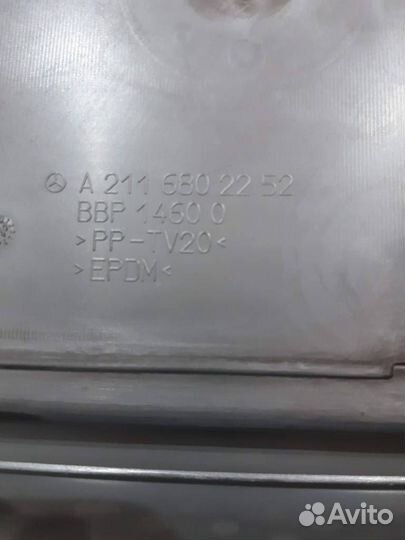 A 211 680 22 52
BBP 1460 0
>PP-TV20<
>EPDM<
Avito